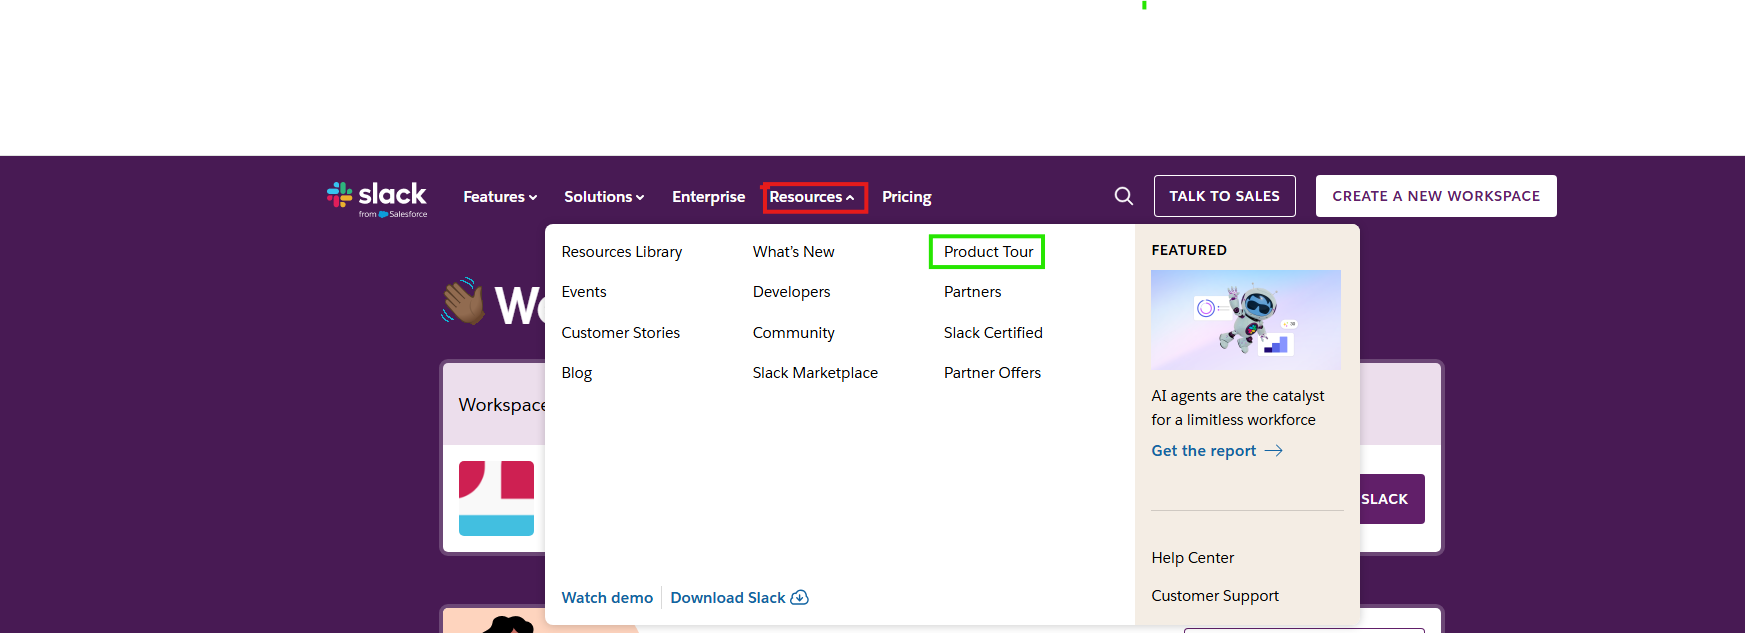 slack
from Salesforce
Features
Solutions
Enterprise
Resources
Pricing
TALK TO SALES
CREATE A NEW WORKSPACE
Resources Library
What's New
Product Tour
Events
Developers
Partners
Customer Stories
Community
Slack Certified
Blog
Slack Marketplace
Partner Offers
Watch demo
Download Slack
FEATURED
AI agents are the catalyst
for a limitless workforce
Get the report
Help Center
Customer Support
Workspace
SLACK